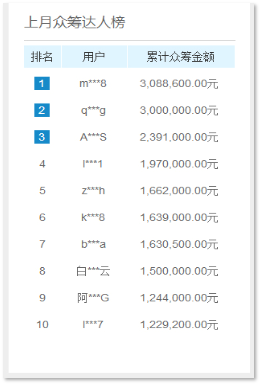 上月众筹达人榜
排名 用户 累计众筹金额
1 m***8 3,088,600.00元
2 q***g 3,000,000.00元
3 A***S 2,391,000.00元
4 l***1 1,970,000.00元
5 z***h 1,662,000.00元
6 k***8 1,639,000.00元
7 b***a 1,630,500.00元
8 白***云 1,500,000.00元
9 阿***G 1,244,000.00元
10 l***7 1,229,200.00元